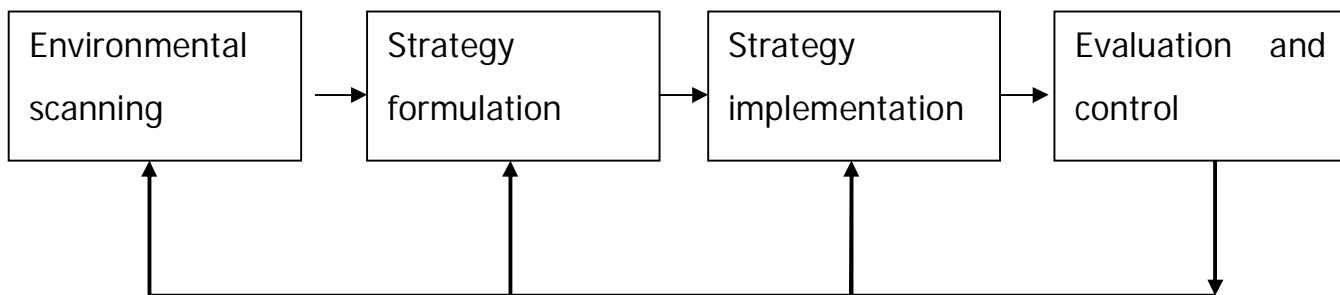 Environmental
scanning
Strategy
formulation
Strategy
implementation
Evaluation and
control